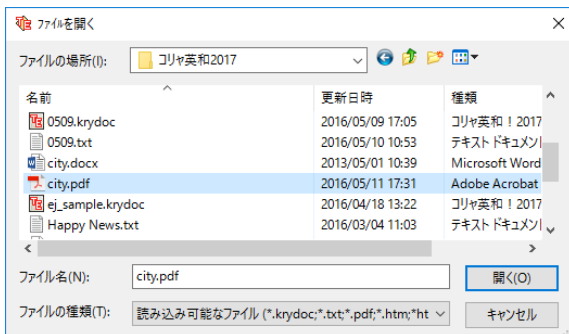 ファイルを開く
ファイルの場所(I): コリャ英和2017
名前 更新日時 種類
0509.krydoc 2016/05/09 17:05 コリャ英和！2017
0509.txt 2016/05/10 10:53 テキスト ドキュメント
city.docx 2013/05/01 10:39 Microsoft Word
city.pdf 2016/05/11 17:31 Adobe Acrobat
ej_sample.krydoc 2016/04/18 13:22 コリャ英和！2017
Happy News.txt 2016/03/04 11:03 テキスト ドキュメント
ファイル名(N): city.pdf 開く(O)
ファイルの種類(T): 読み込み可能なファイル (*.krydoc;*.txt;*.pdf;*.htm;*ht キャンセル